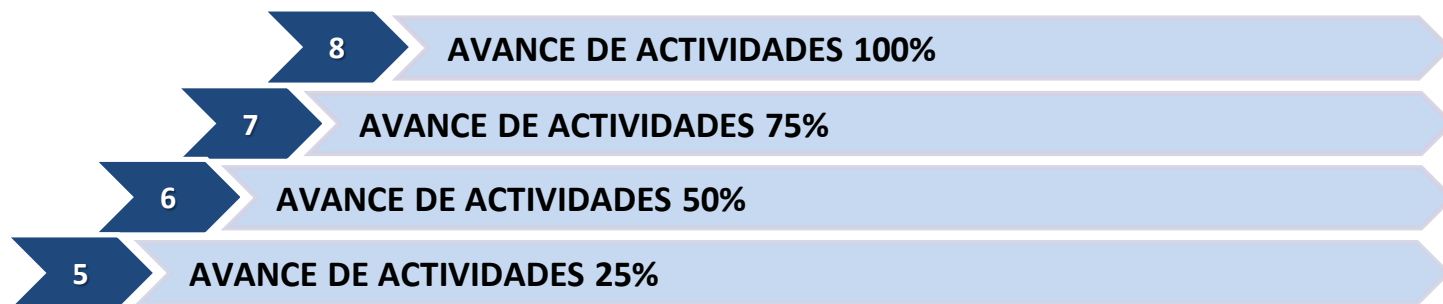 8 AVANCE DE ACTIVIDADES 100%
7 AVANCE DE ACTIVIDADES 75%
6 AVANCE DE ACTIVIDADES 50%
5 AVANCE DE ACTIVIDADES 25%